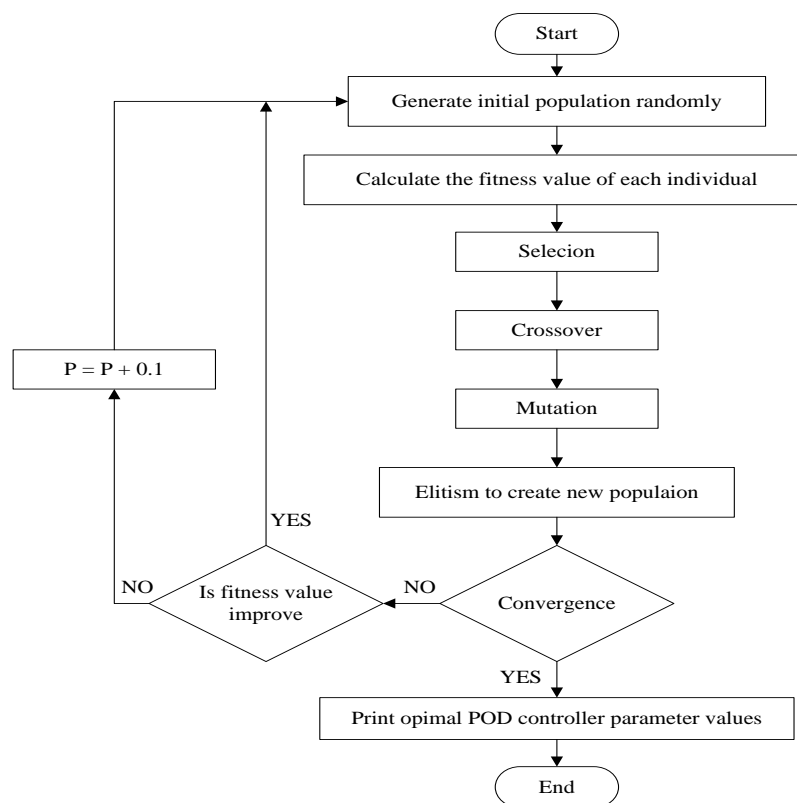 Start
Generate initial population randomly
Calculate the fitness value of each individual
Selecion
Crossover
P = P + 0.1
Mutation
Elitism to create new populaion
YES
NO
Is fitness value
improve
NO
Convergence
YES
Print opimal POD controller parameter values
End